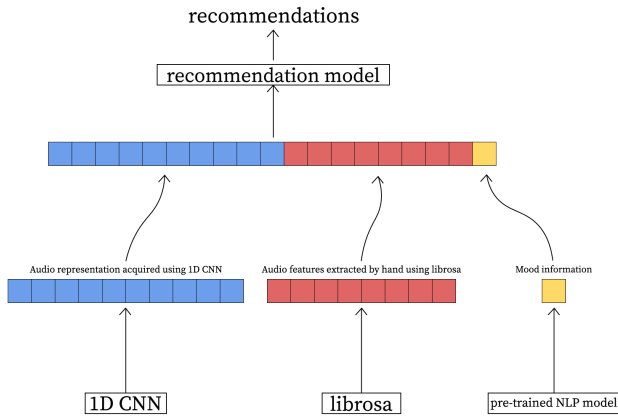 recommendations
recommendation model
Audio representation acquired using 1D CNN
Audio features extracted by hand using librosa
Mood information
1D CNN
librosa
pre-trained NLP model